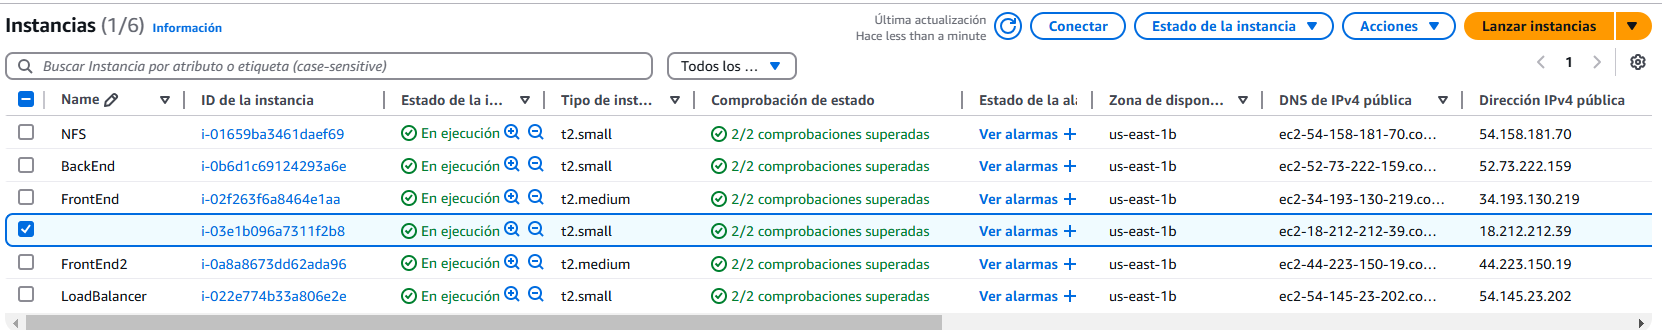 Instancias (1/6) Información
Última actualización
Hace less than a minute
Conectar
Estado de la instancia
Acciones
Lanzar instancias
Buscar Instancia por atributo o etiqueta (case-sensitive)
Todos los ...
1
Name ID de la instancia Estado de la i... Tipo de inst... Comprobación de estado Estado de la al Zona de dispon... DNS de IPv4 pública Dirección IPv4 pública
NFS i-01659ba3461daef69 En ejecución t2.small 2/2 comprobaciones superadas Ver alarmas + us-east-1b ec2-54-158-181-70.co... 54.158.181.70
BackEnd i-0b6d1c69124293a6e En ejecución t2.small 2/2 comprobaciones superadas Ver alarmas + us-east-1b ec2-52-73-222-159.co... 52.73.222.159
FrontEnd i-02f263f6a8464e1aa En ejecución t2.medium 2/2 comprobaciones superadas Ver alarmas + us-east-1b ec2-34-193-130-219.co... 34.193.130.219
i-03e1b096a7311f2b8 En ejecución t2.small 2/2 comprobaciones superadas Ver alarmas + us-east-1b ec2-18-212-212-39.co... 18.212.212.39
FrontEnd2 i-0a8a8673dd62ada96 En ejecución t2.medium 2/2 comprobaciones superadas Ver alarmas + us-east-1b ec2-44-223-150-19.co... 44.223.150.19
LoadBalancer i-022e774b33a806e2e En ejecución t2.small 2/2 comprobaciones superadas Ver alarmas + us-east-1b ec2-54-145-23-202.co... 54.145.23.202